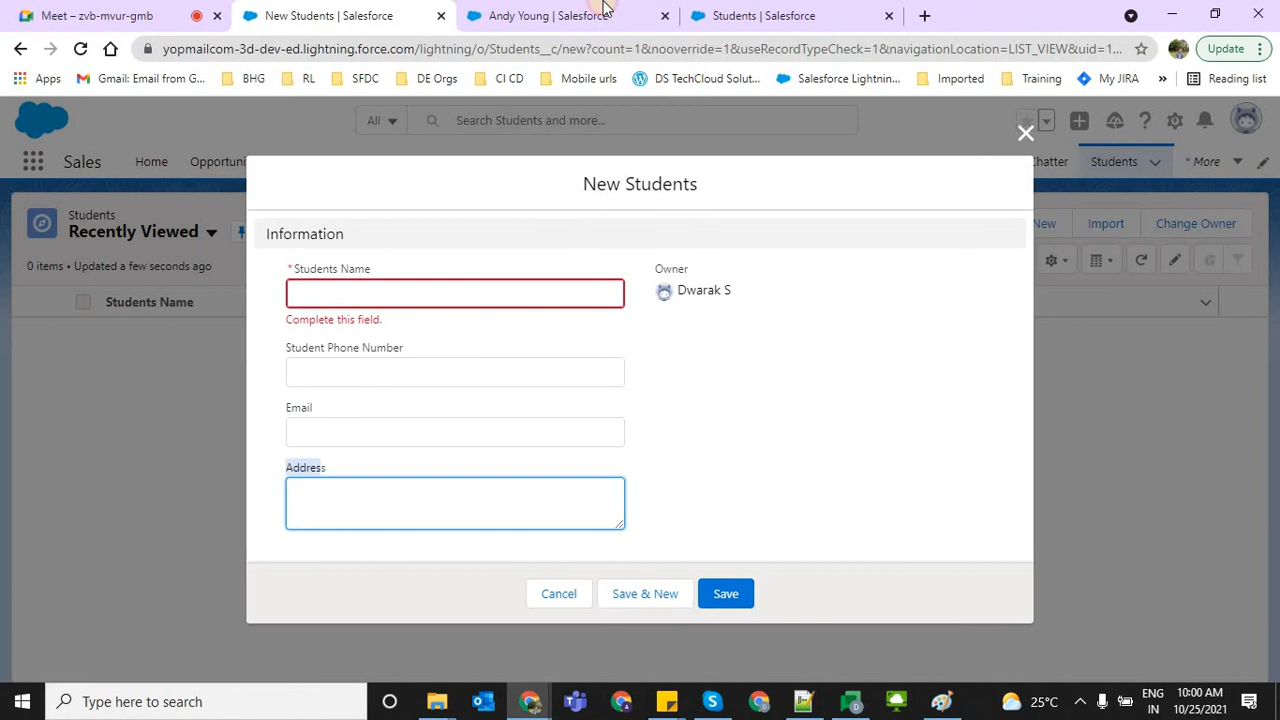 Meet – zvb-mvur-gmb
New Students | Salesforce
Andy Young | Salesforce
Students | Salesforce
yopmailcom-3d-dev-ed.lightning.force.com/lightning/o/Students__c/new?count=1&nooverride=1&useRecordTypeCheck=1&navigationLocation=LIST_VIEW&uid=1...
Update
Apps
Gmail: Email from G...
BHG
RL
SFDC
DE Orgs
CI CD
Mobile urls
DS TechCloud Solut...
Salesforce Lightnin...
Imported
Training
My JIRA
»
Reading list
All
Search Students and more...
Sales
Home
Opportun
Chatter
Students
* More
New Students
Students
Recently Viewed
New
Import
Change Owner
0 items • Updated a few seconds ago
Students Name
Information
* Students Name
Complete this field.
Owner
Dwarak S
Student Phone Number
Email
Address
Cancel
Save & New
Save
Type here to search
25°C
ENG
IN
10:00 AM
10/25/2021